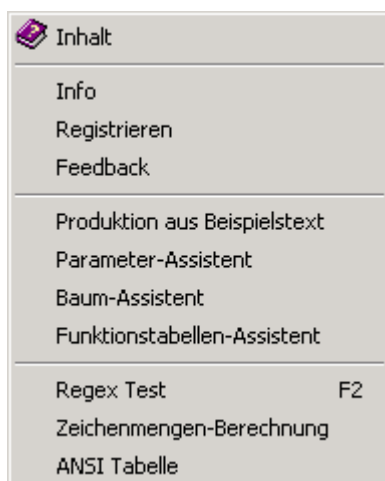 Inhalt
Info
Registrieren
Feedback
Produktion aus Beispielstext
Parameter-Assistent
Baum-Assistent
Funktionstabellen-Assistent
Regex Test F2
Zeichenmengen-Berechnung
ANSI Tabelle